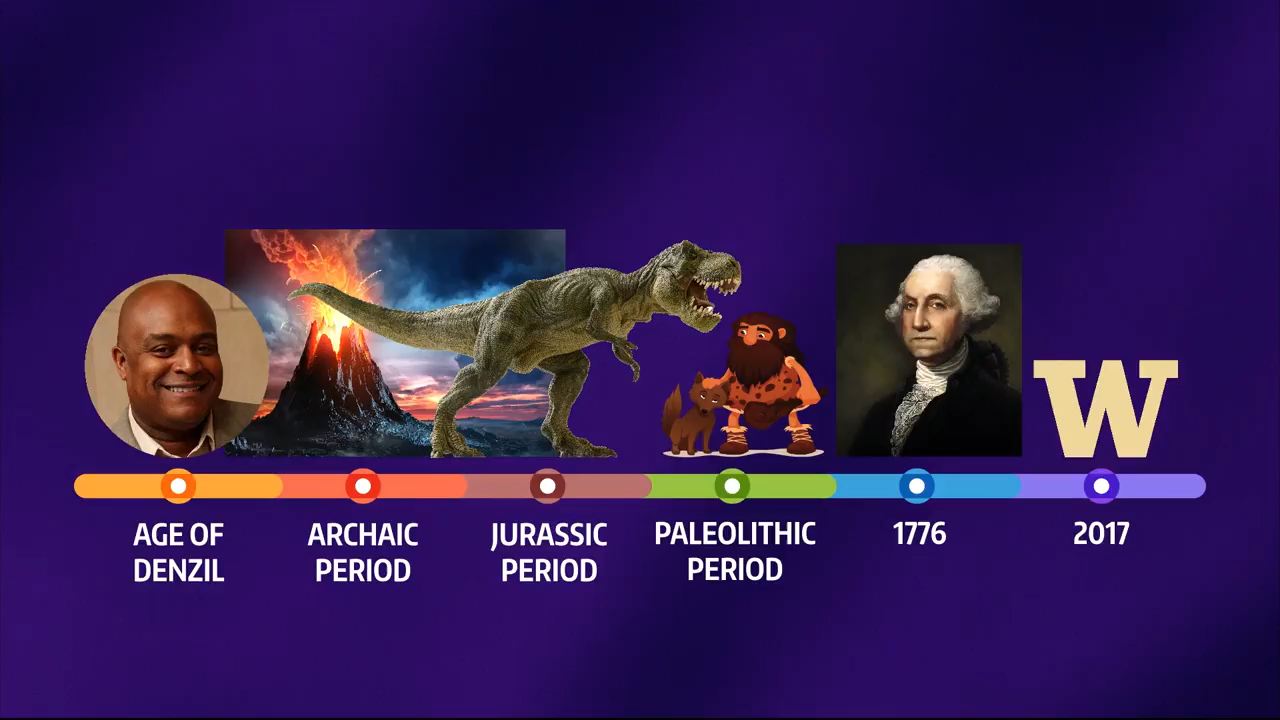 W
AGE OF
DENZIL
ARCHAIC
PERIOD
JURASSIC
PERIOD
PALEOLITHIC
PERIOD
1776
2017